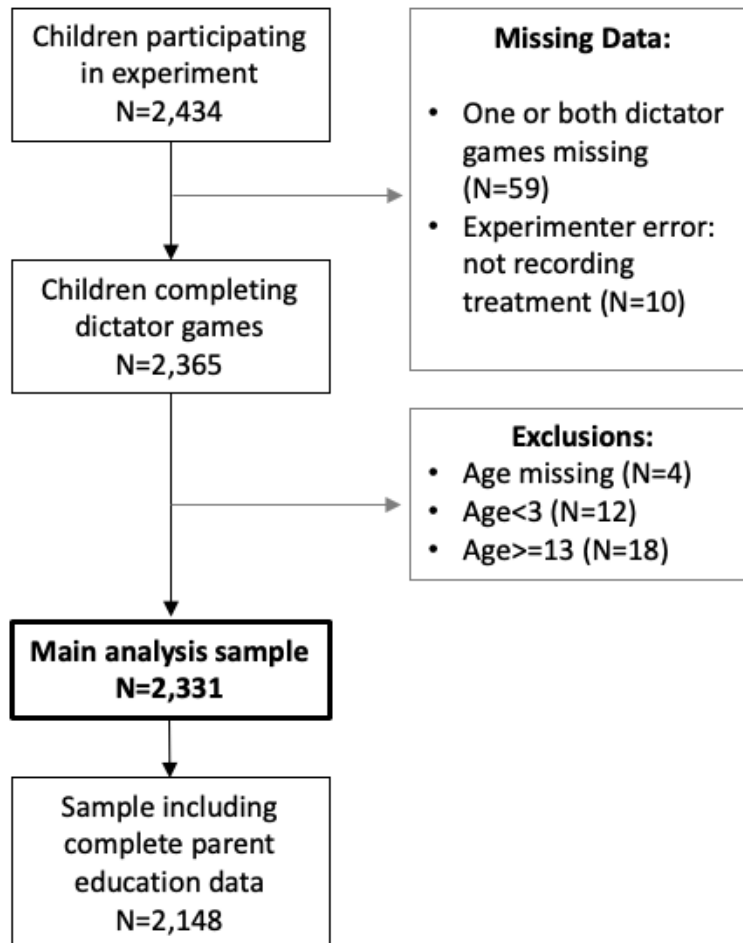 Children participating
in experiment
N=2,434
Missing Data:
• One or both dictator
games missing
(N=59)
• Experimenter error:
not recording
treatment (N=10)
Children completing
dictator games
N=2,365
Exclusions:
• Age missing (N=4)
• Age<3 (N=12)
• Age>=13 (N=18)
Main analysis sample
N=2,331
Sample including
complete parent
education data
N=2,148